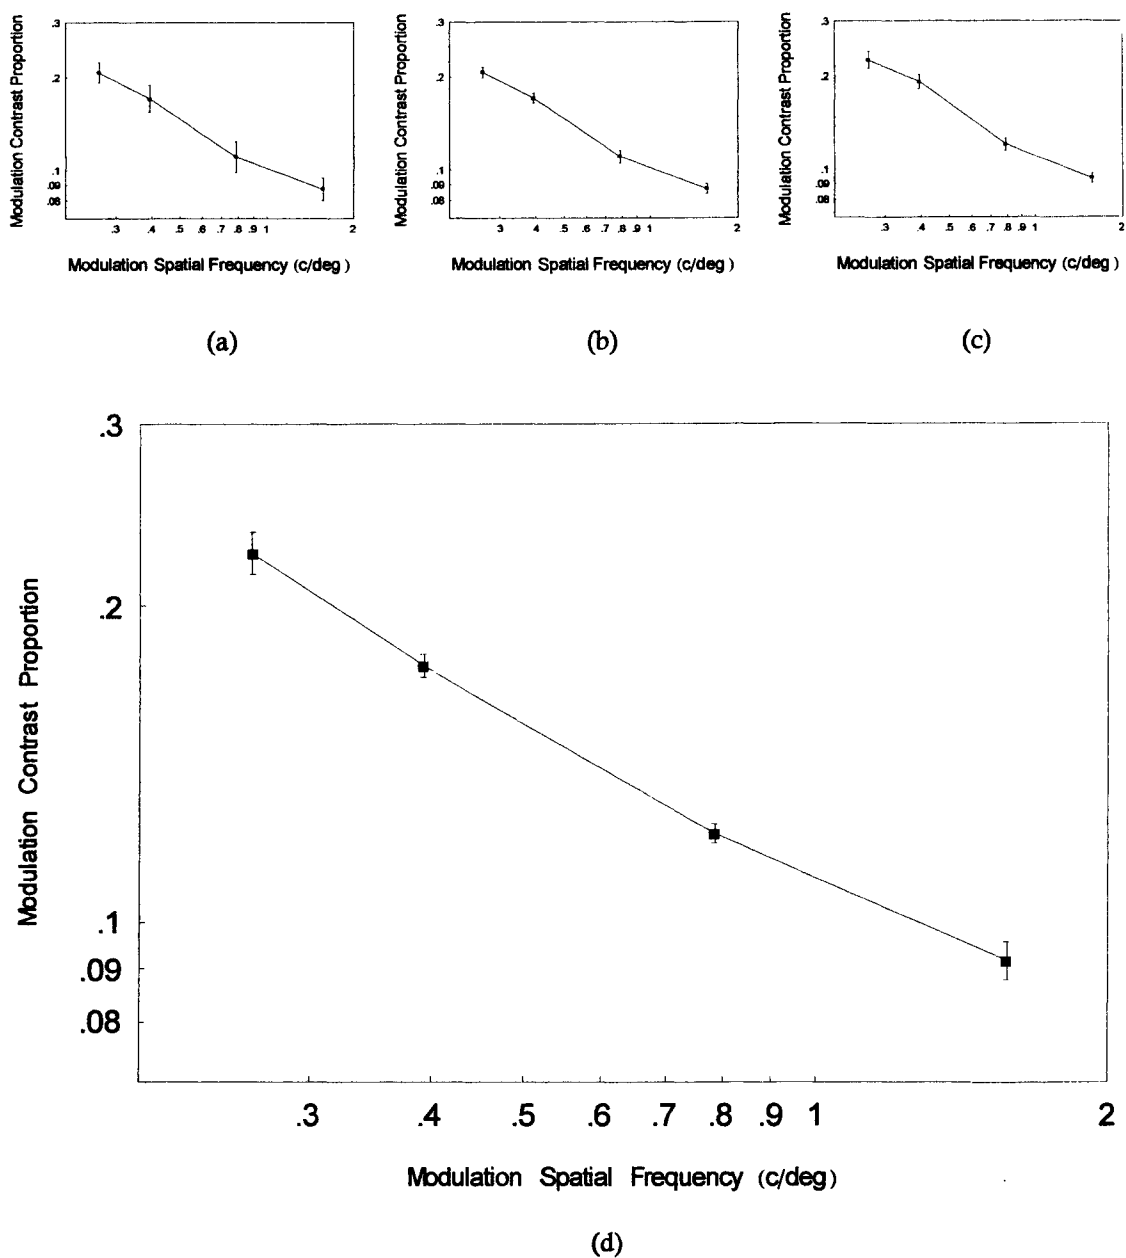 Modulation Contrast Proportion
.3
.2
.1
.09
.08
.3 .4 .5 .6 .7 .8 .9 1 2
Modulation Spatial Frequency (c/deg )
(a)
Modulation Contrast Proportion
.3
.2
.1
.09
.08
.3 .4 .5 .6 .7 .8 .9 1 2
Modulation Spatial Frequency (c/deg )
(b)
Modulation Contrast Proportion
.3
.2
.1
.09
.08
.3 .4 .5 .6 .7 .8 .9 1 2
Modulation Spatial Frequency (c/deg )
(c)
Modulation Contrast Proportion
.3
.2
.1
.09
.08
.3 .4 .5 .6 .7 .8 .9 1 2
Modulation Spatial Frequency (c/deg)
(d)